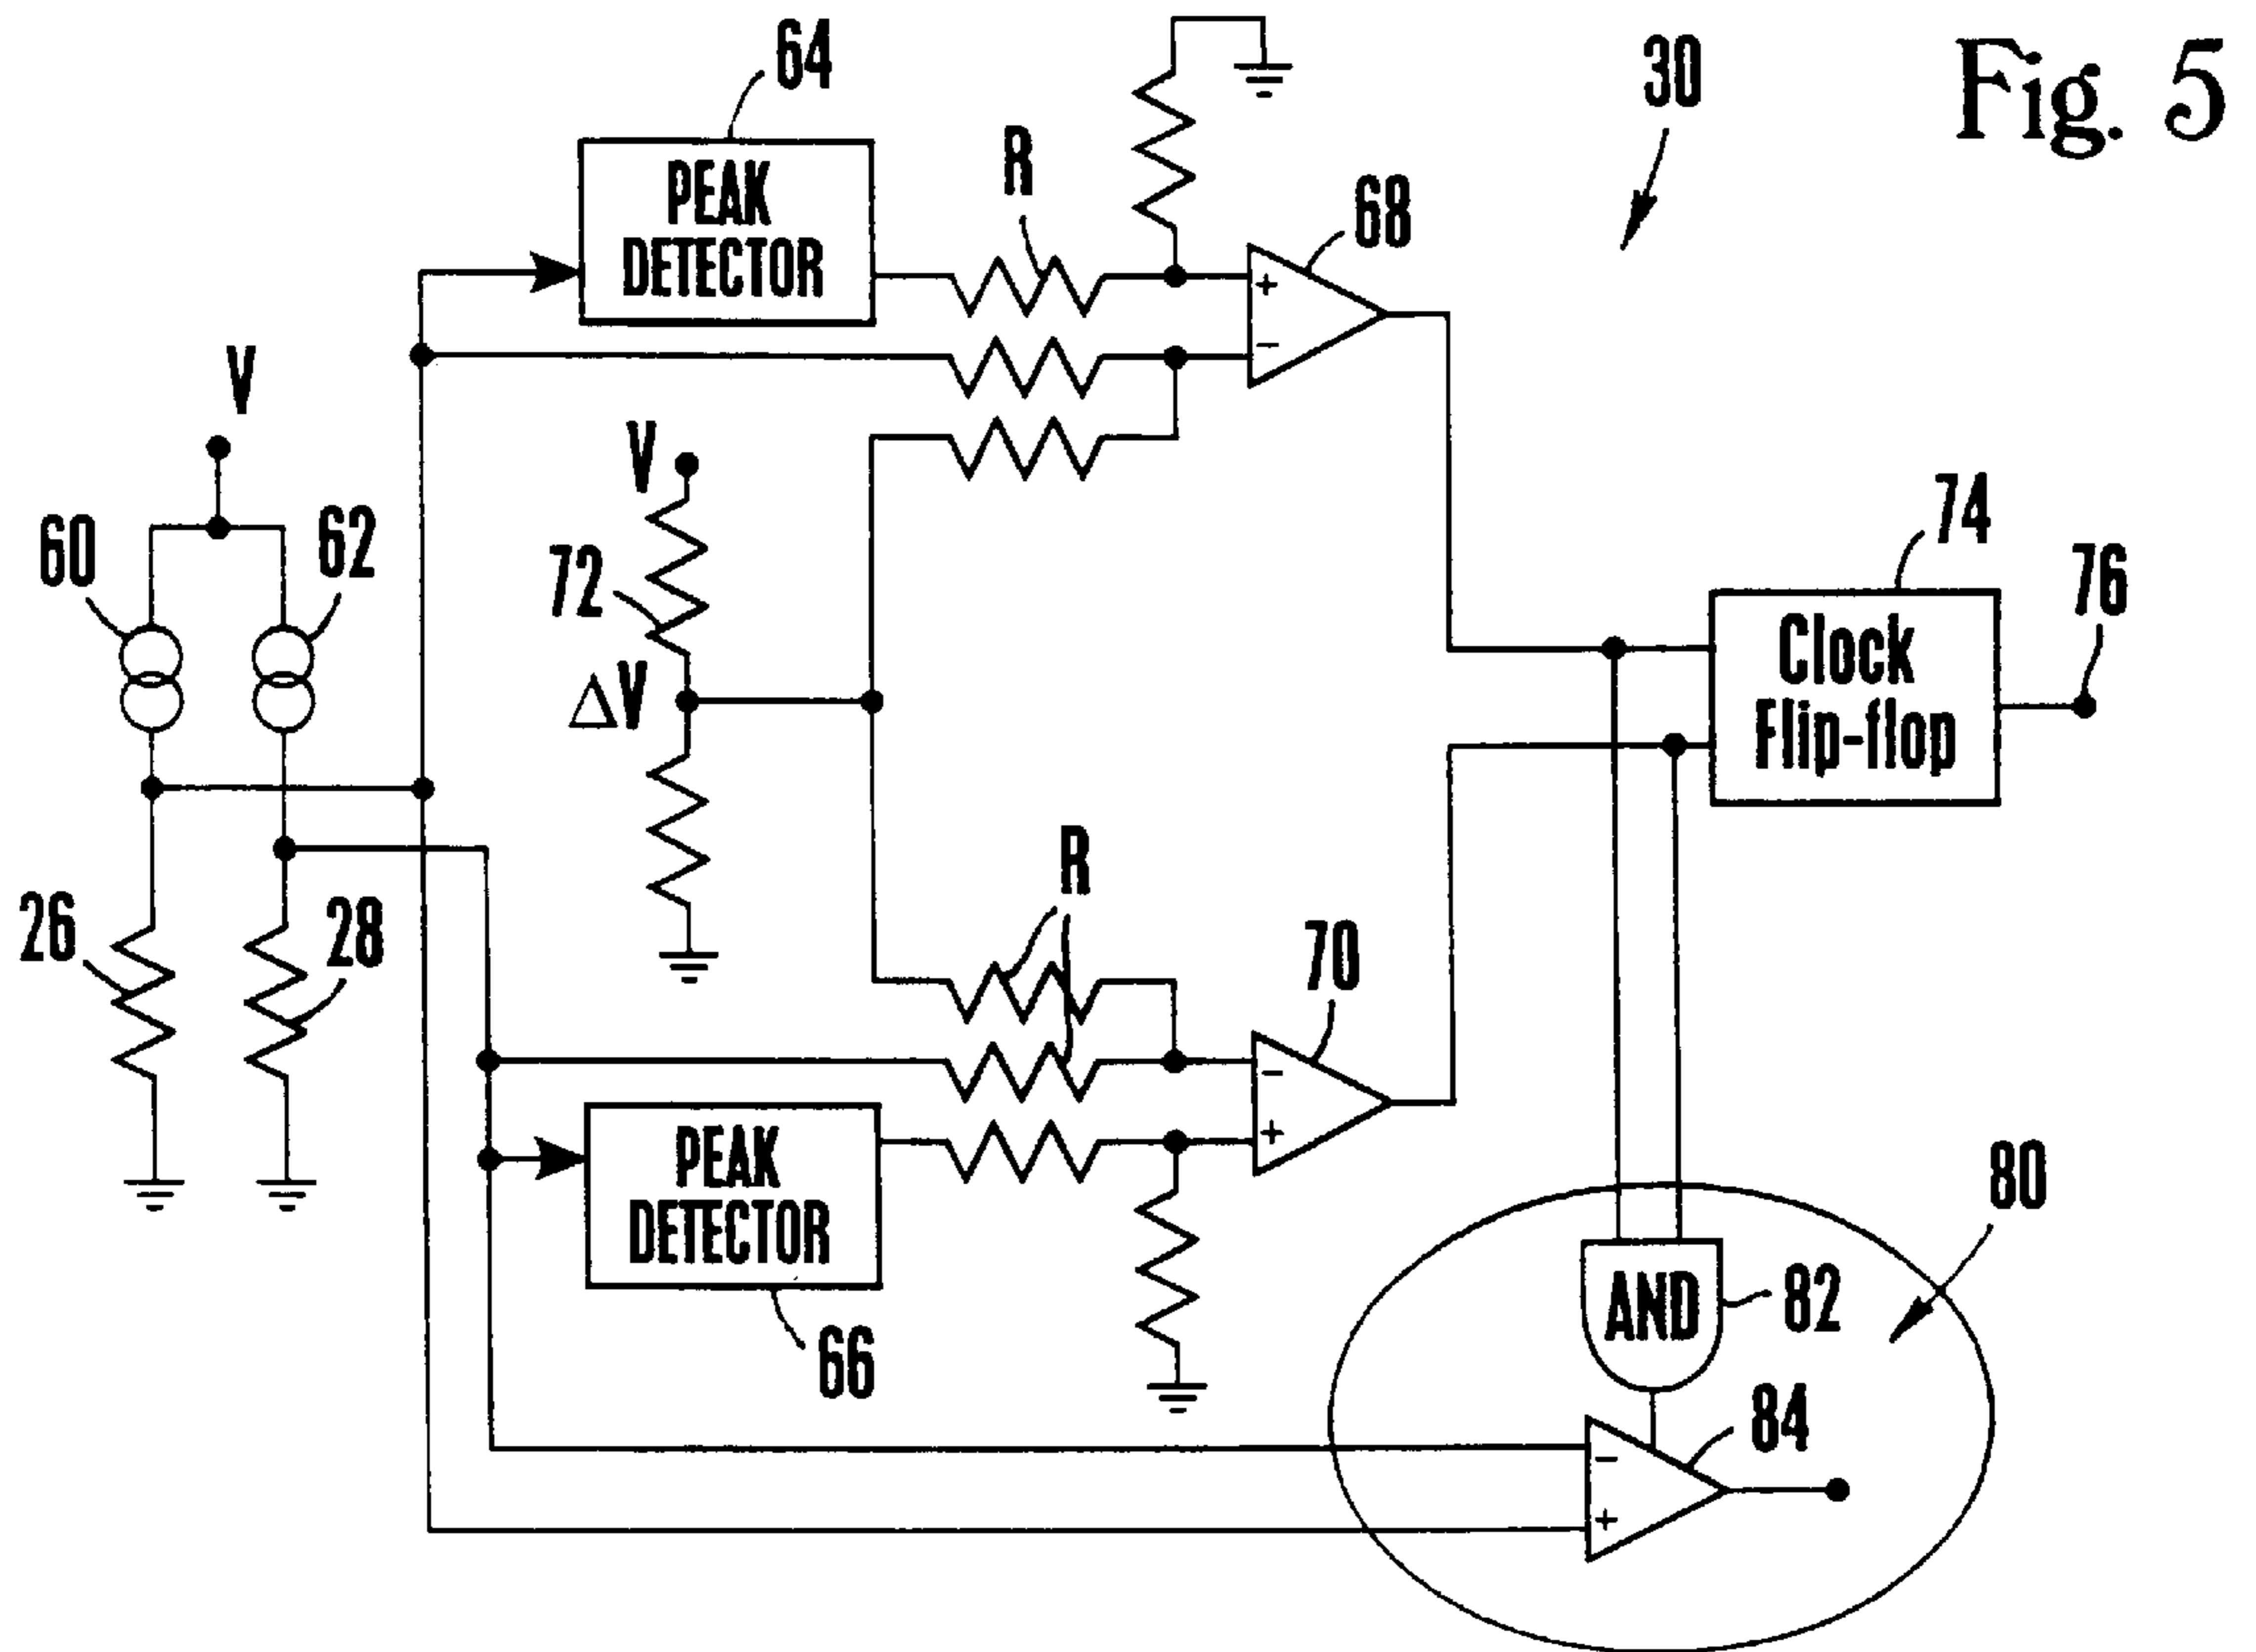 Fig. 5
30
64
PEAK
DETECTOR
R
68
+
−
V
V
60
62
72
ΔV
74
Clock
Flip-flop
76
26
28
R
70
−
+
PEAK
DETECTOR
66
80
AND
82
84
−
+